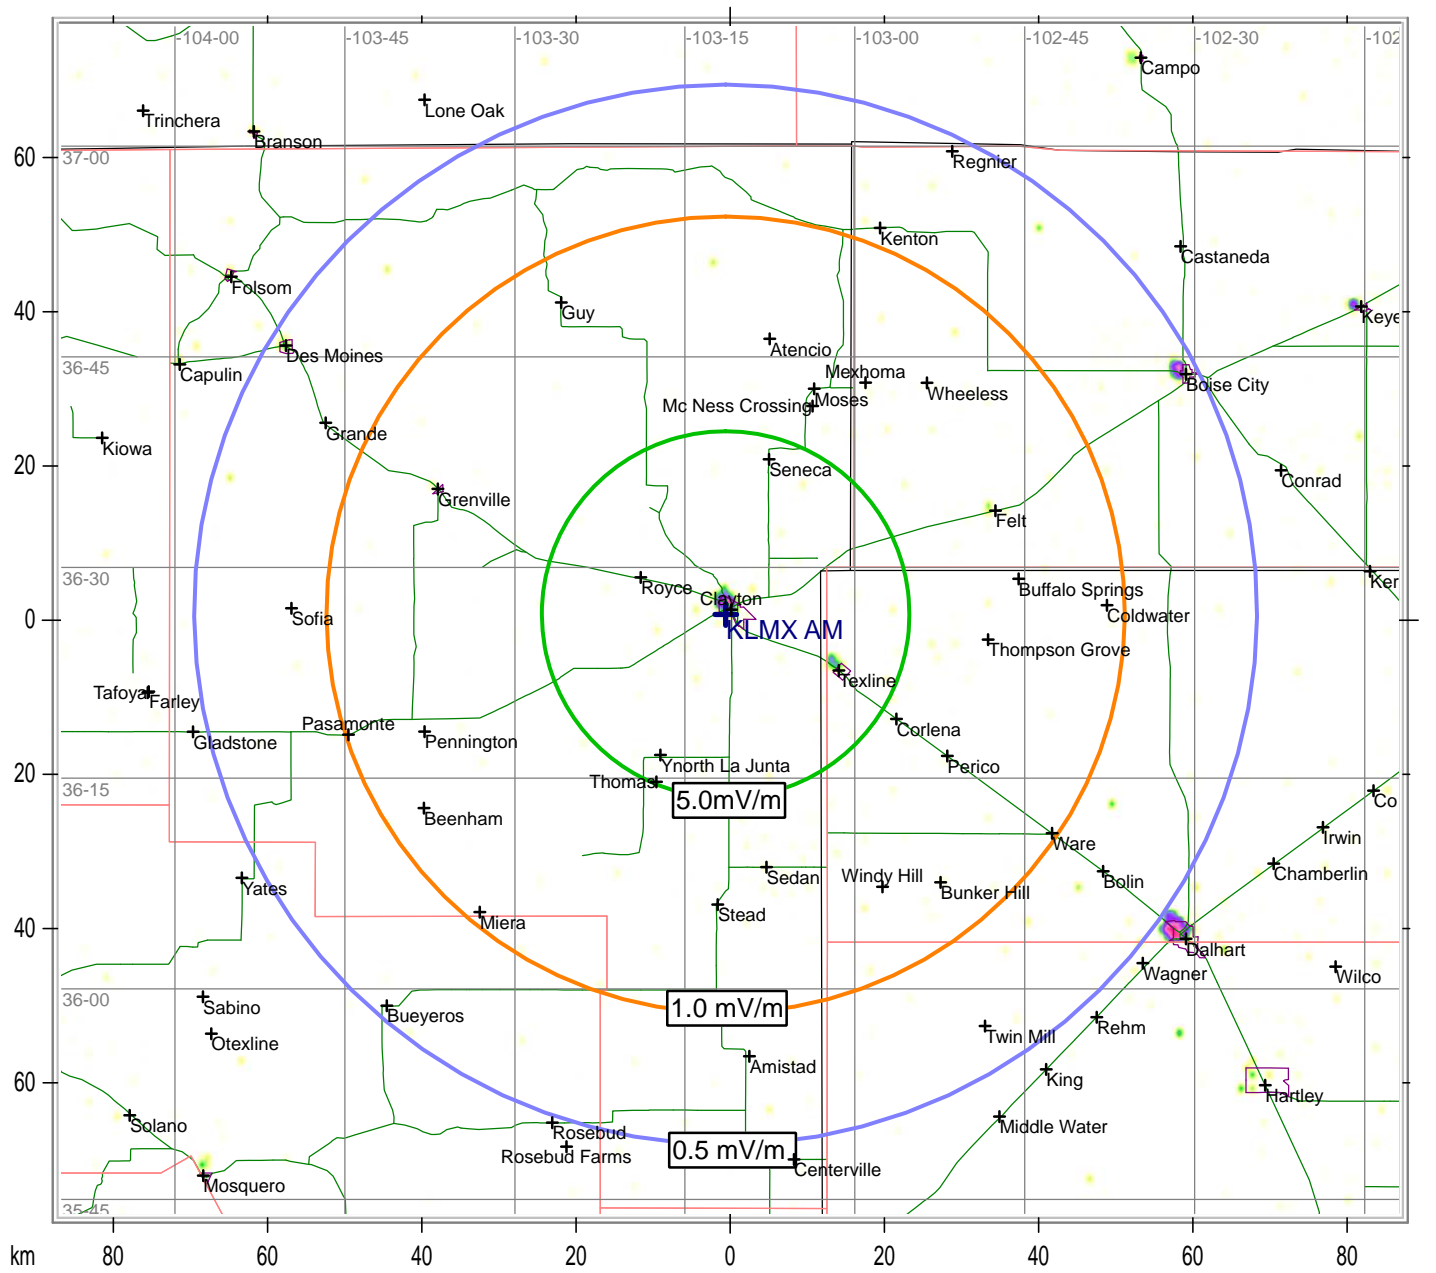 -104-00 -103-45 -103-30 -103-15 -103-00 -102-45 -102-30 -102
Campo
Trinchera
Lone Oak
Branson
60
37-00
Regnier
Kenton
Castaneda
Folsom
40
Guy
Keye
Atencio
Des Moines
36-45
Capulin
Mexhoma
Boise City
Wheeless
Mc Ness Crossing
Moses
Grande
Kiowa
20
Seneca
Conrad
Grenville
Felt
36-30
Royce
Buffalo Springs
Ker
Clayton
0
Sofia
Coldwater
KLMX AM
Thompson Grove
Texline
Tafoya
Farley
Pasamonte
Corlena
Gladstone
Pennington
Ynorth La Junta
Perico
20
Thomas
36-15
5.0mV/m
Co
Beenham
Irwin
Ware
Sedan
Windy Hill
Chamberlin
Bolin
Yates
Bunker Hill
Stead
Miera
40
Dalhart
Wagner
Wilco
36-00
Sabino
1.0 mV/m
Bueyeros
Rehm
Twin Mill
Otexline
Amistad
60
King
Hartley
Solano
Middle Water
Rosebud
0.5 mV/m
Rosebud Farms
Centerville
Mosquero
35-45
km 80 60 40 20 0 20 40 60 80